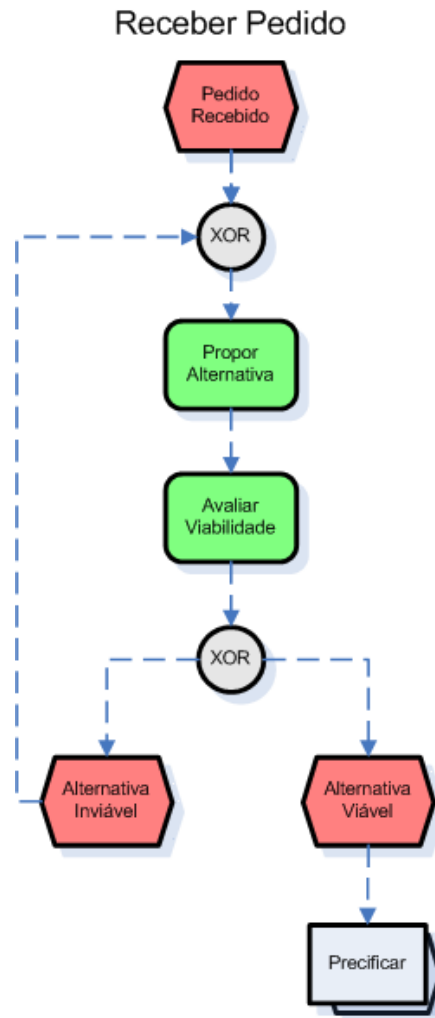 Receber Pedido
Pedido
Recebido
XOR
Propor
Alternativa
Avaliar
Viabilidade
XOR
Alternativa
Inviável
Alternativa
Viável
Precificar